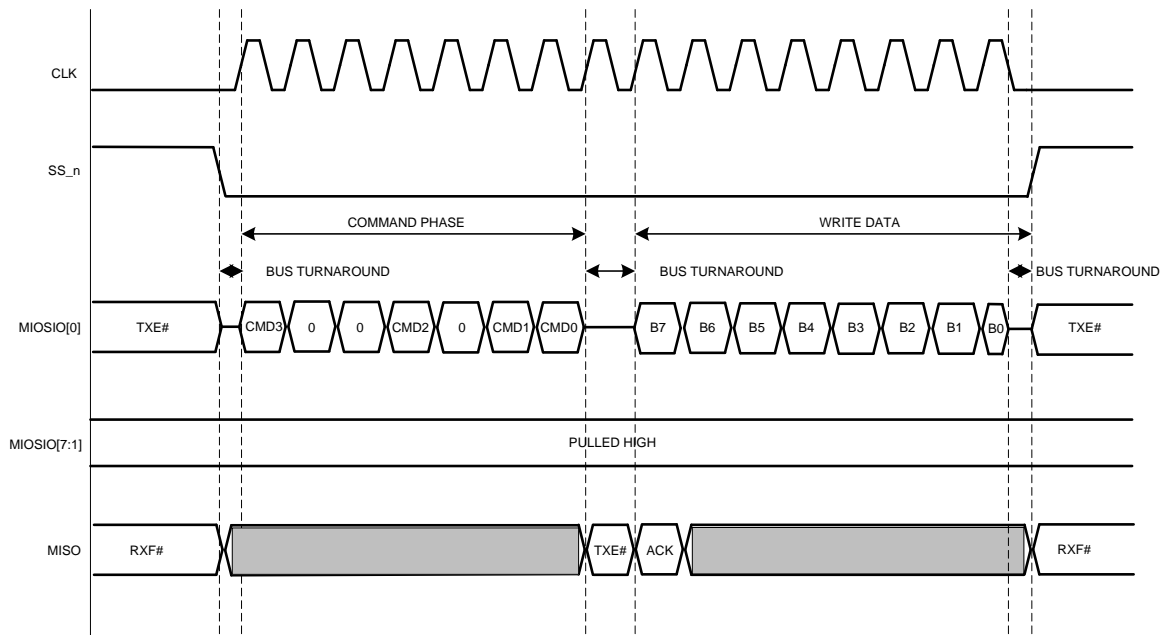 CLK
SS_n
COMMAND PHASE WRITE DATA
BUS TURNAROUND BUS TURNAROUND BUS TURNAROUND
MIOSIO[0] TXE# CMD3 0 0 CMD2 0 CMD1 CMD0 B7 B6 B5 B4 B3 B2 B1 B0 TXE#
MIOSIO[7:1] PULLED HIGH
MISO RXF# TXE# ACK RXF#